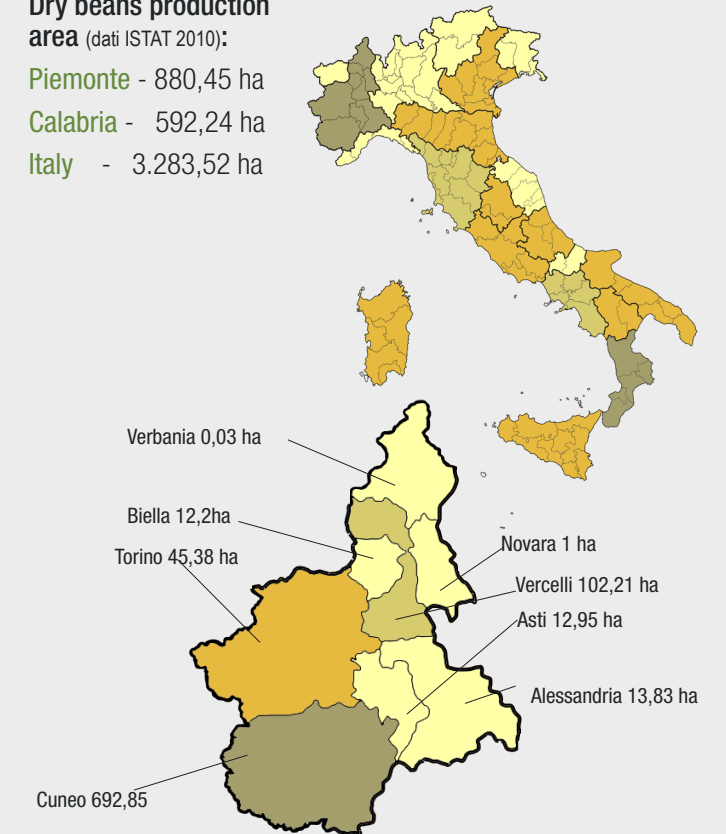 Dry beans production
area (dati ISTAT 2010):
Piemonte - 880,45 ha
Calabria - 592,24 ha
Italy - 3.283,52 ha
Verbania 0,03 ha
Biella 12,2ha
Torino 45,38 ha
Novara 1 ha
Vercelli 102,21 ha
Asti 12,95 ha
Alessandria 13,83 ha
Cuneo 692,85